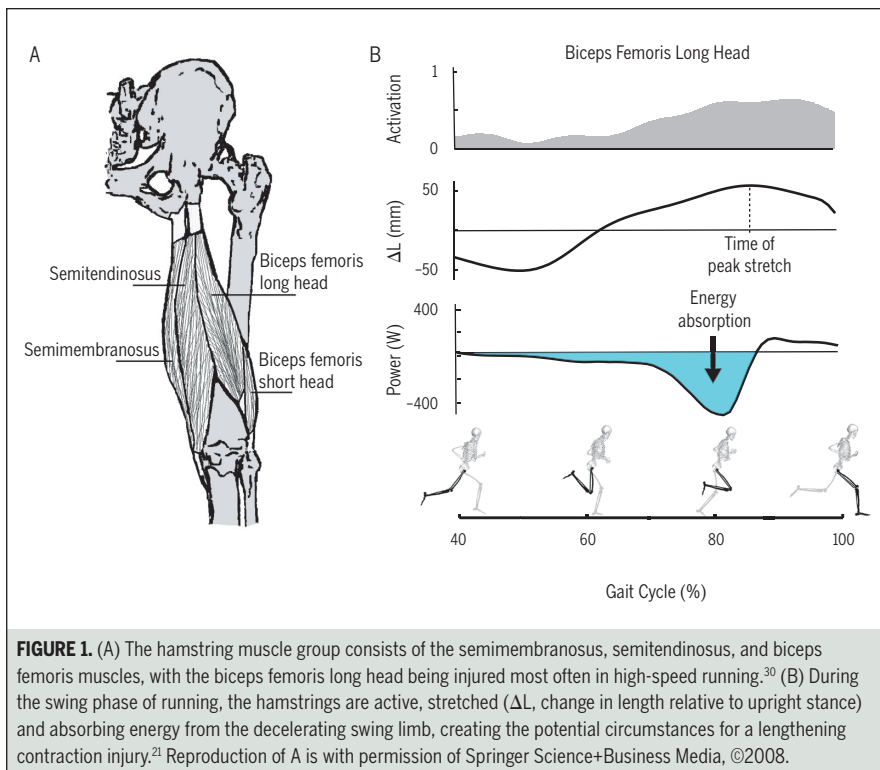 A
Semitendinosus
Semimembranosus
Biceps femoris
long head
Biceps femoris
short head
B
Biceps Femoris Long Head
Activation
1
0
ΔL (mm)
50
–50
Time of
peak stretch
Power (W)
400
–400
Energy
absorption
40
60
80
100
Gait Cycle (%)
FIGURE 1. (A) The hamstring muscle group consists of the semimembranosus, semitendinosus, and biceps
femoris muscles, with the biceps femoris long head being injured most often in high-speed running.³⁰ (B) During
the swing phase of running, the hamstrings are active, stretched (ΔL, change in length relative to upright stance)
and absorbing energy from the decelerating swing limb, creating the potential circumstances for a lengthening
contraction injury.²¹ Reproduction of A is with permission of Springer Science+Business Media, ©2008.